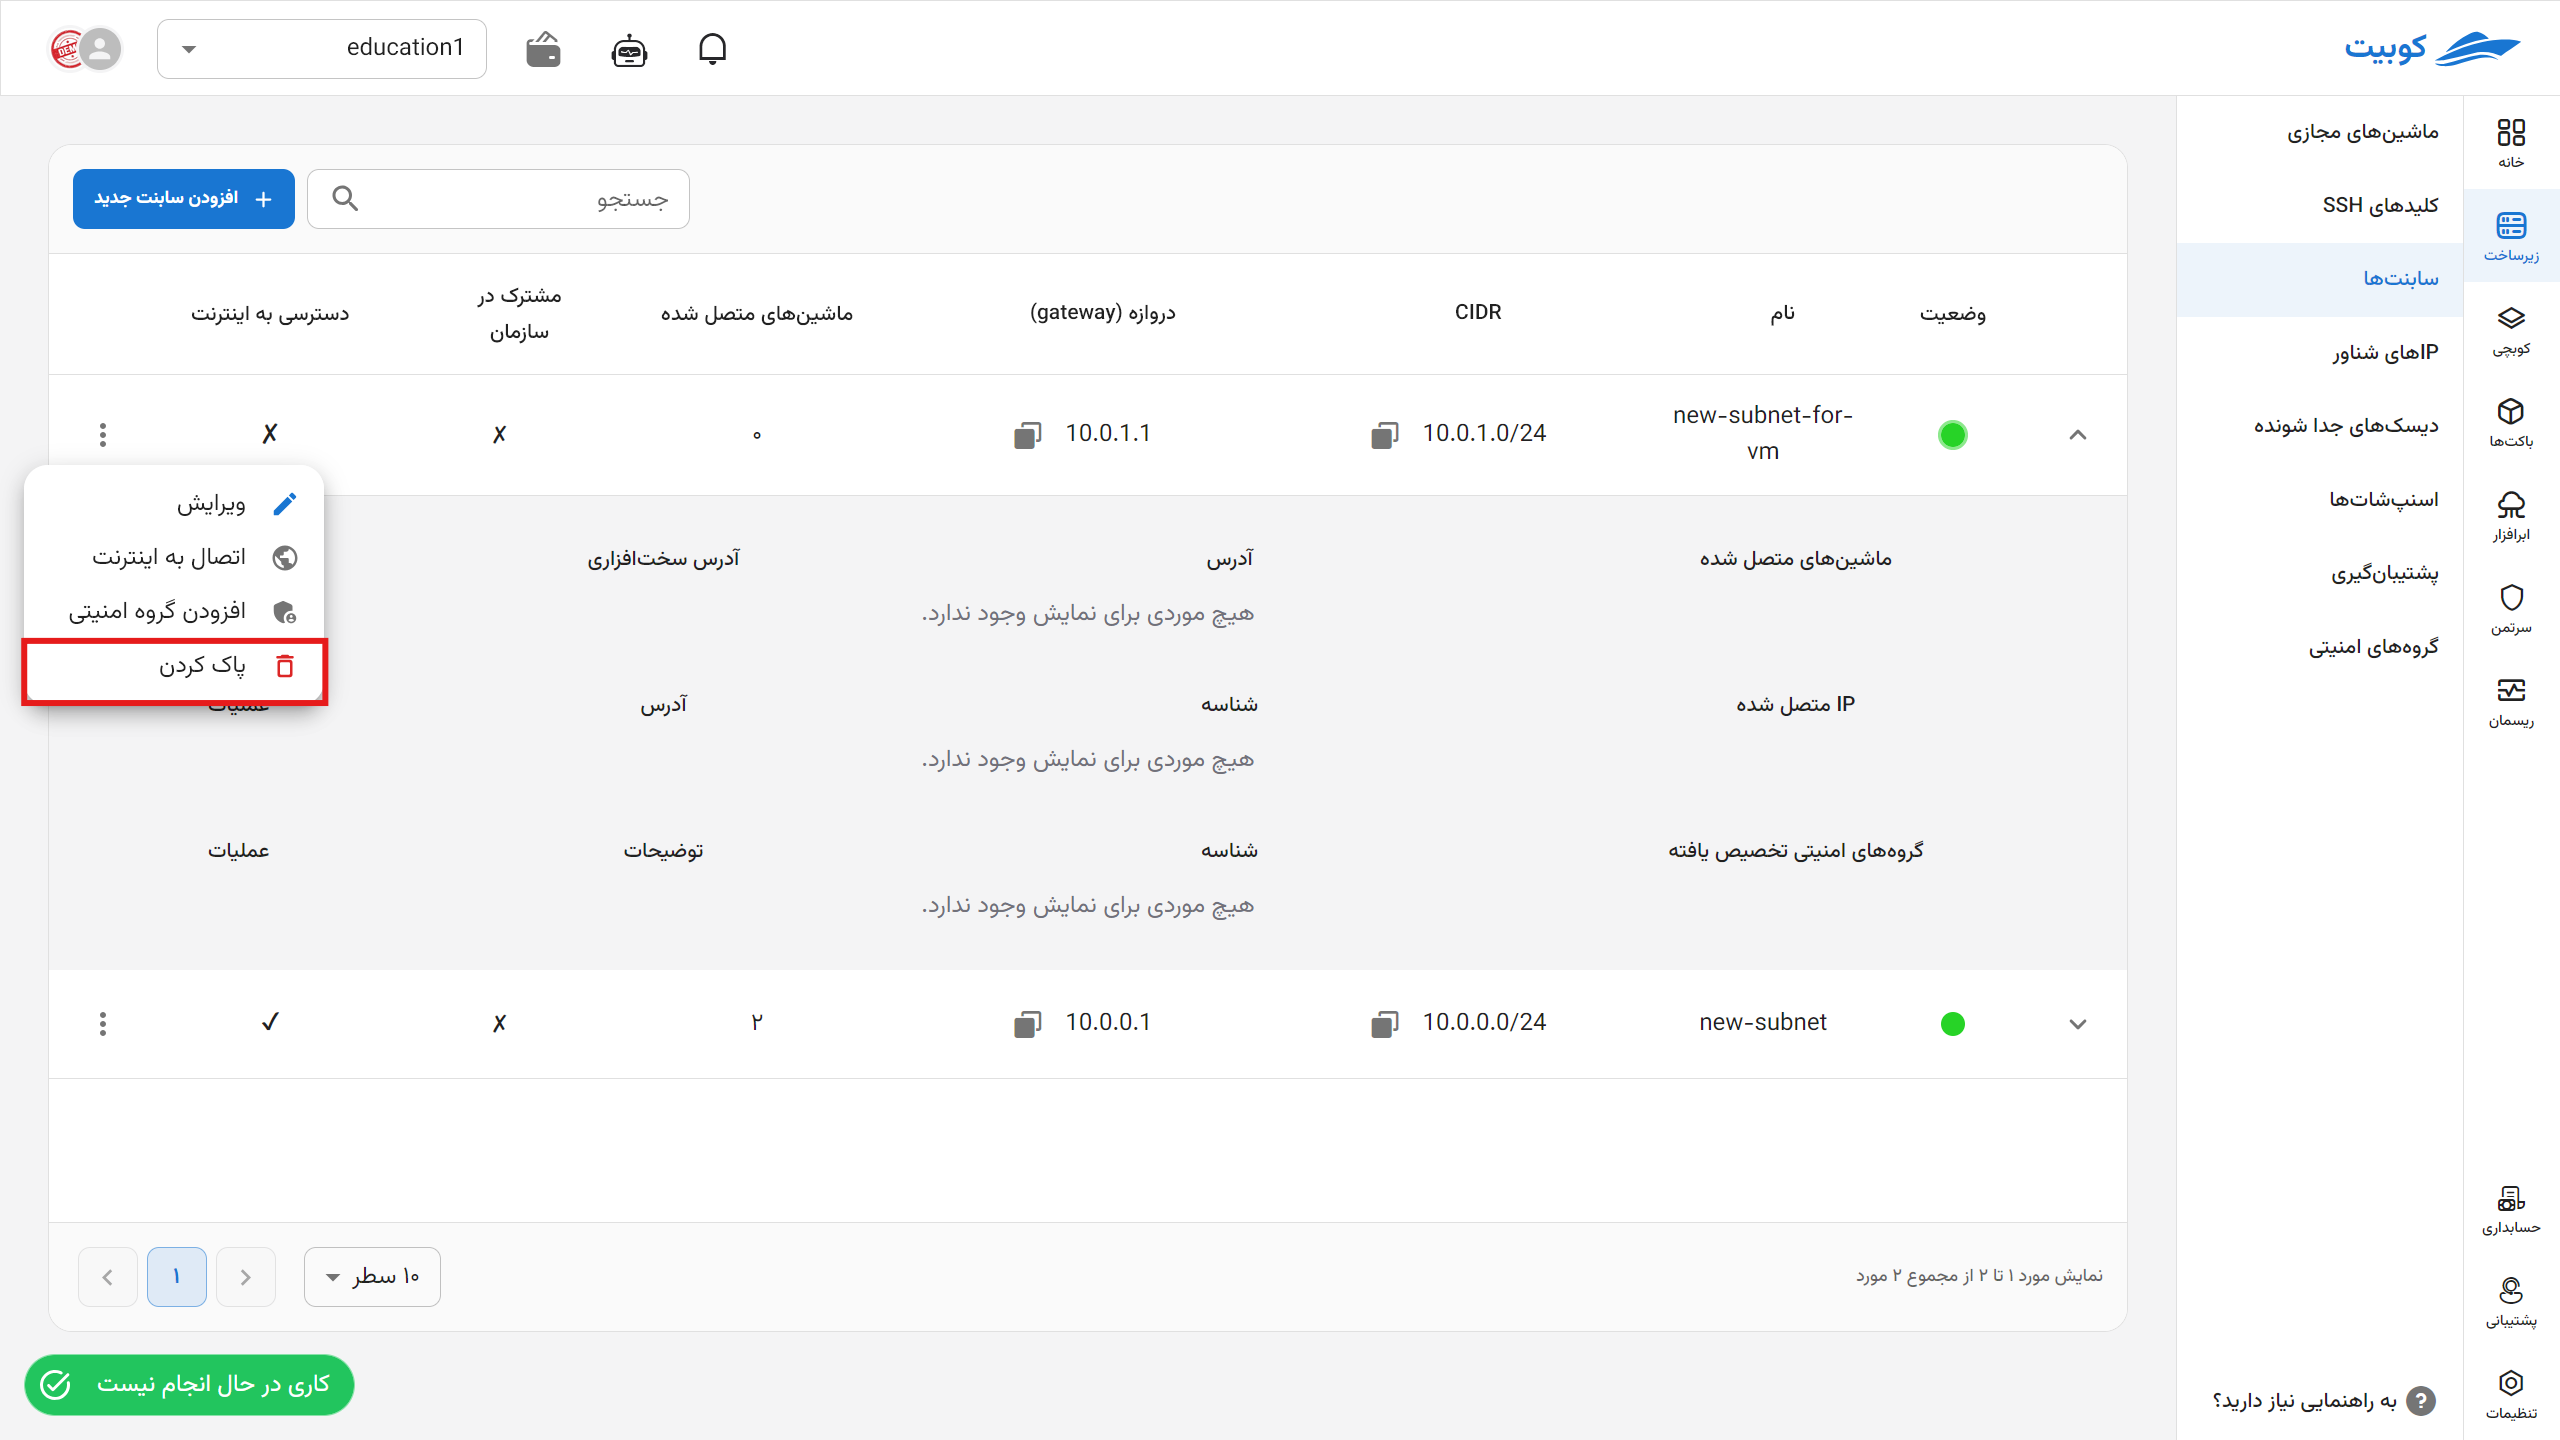 کوبیت
education1
DEMO
خانه
زیرساخت
کوبچی
باکت‌ها
ابرافزار
سرتمن
ریسمان
حسابداری
پشتیبانی
تنظیمات
ماشین‌های مجازی
کلیدهای SSH
سابنت‌ها
IPهای شناور
دیسک‌های جدا شونده
اسنپ‌شات‌ها
پشتیبان‌گیری
گروه‌های امنیتی
به راهنمایی نیاز دارید؟
جستجو
افزودن سابنت جدید
وضعیت	نام	CIDR	دروازه (gateway)	ماشین‌های متصل شده	مشترک در	دسترسی به اینترنت
سازمان
new-subnet-for-	10.0.1.0/24	10.0.1.1	۰	✗	✗
vm
ویرایش
اتصال به اینترنت
افزودن گروه امنیتی
پاک کردن
ماشین‌های متصل شده	آدرس	آدرس سخت‌افزاری
هیچ موردی برای نمایش وجود ندارد.
IP متصل شده	شناسه	آدرس	عملیات
هیچ موردی برای نمایش وجود ندارد.
گروه‌های امنیتی تخصیص یافته	شناسه	توضیحات	عملیات
هیچ موردی برای نمایش وجود ندارد.
new-subnet	10.0.0.0/24	10.0.0.1	۲	✗	✓
نمایش مورد ۱ تا ۲ از مجموع ۲ مورد
۱۰ سطر
۱
کاری در حال انجام نیست